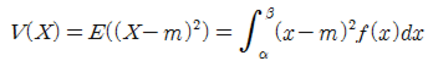 V(X) = E((X−m)²) = ∫_α^β (x−m)² f(x)dx